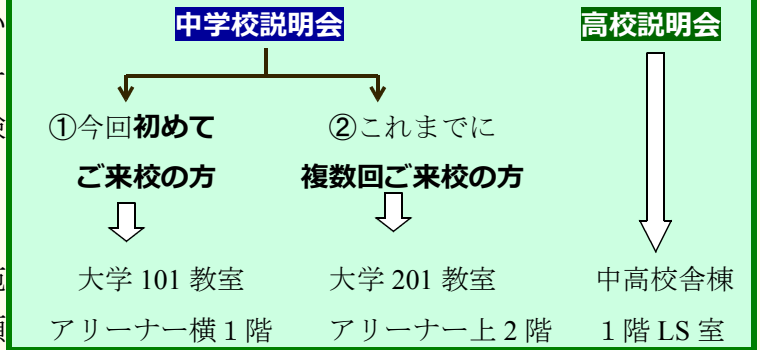 中学校説明会
高校説明会
①今回初めて
ご来校の方
②これまでに
複数回ご来校の方
大学 101 教室
アリーナー横１階
大学 201 教室
アリーナー上２階
中高校舎棟
１階 LS 室